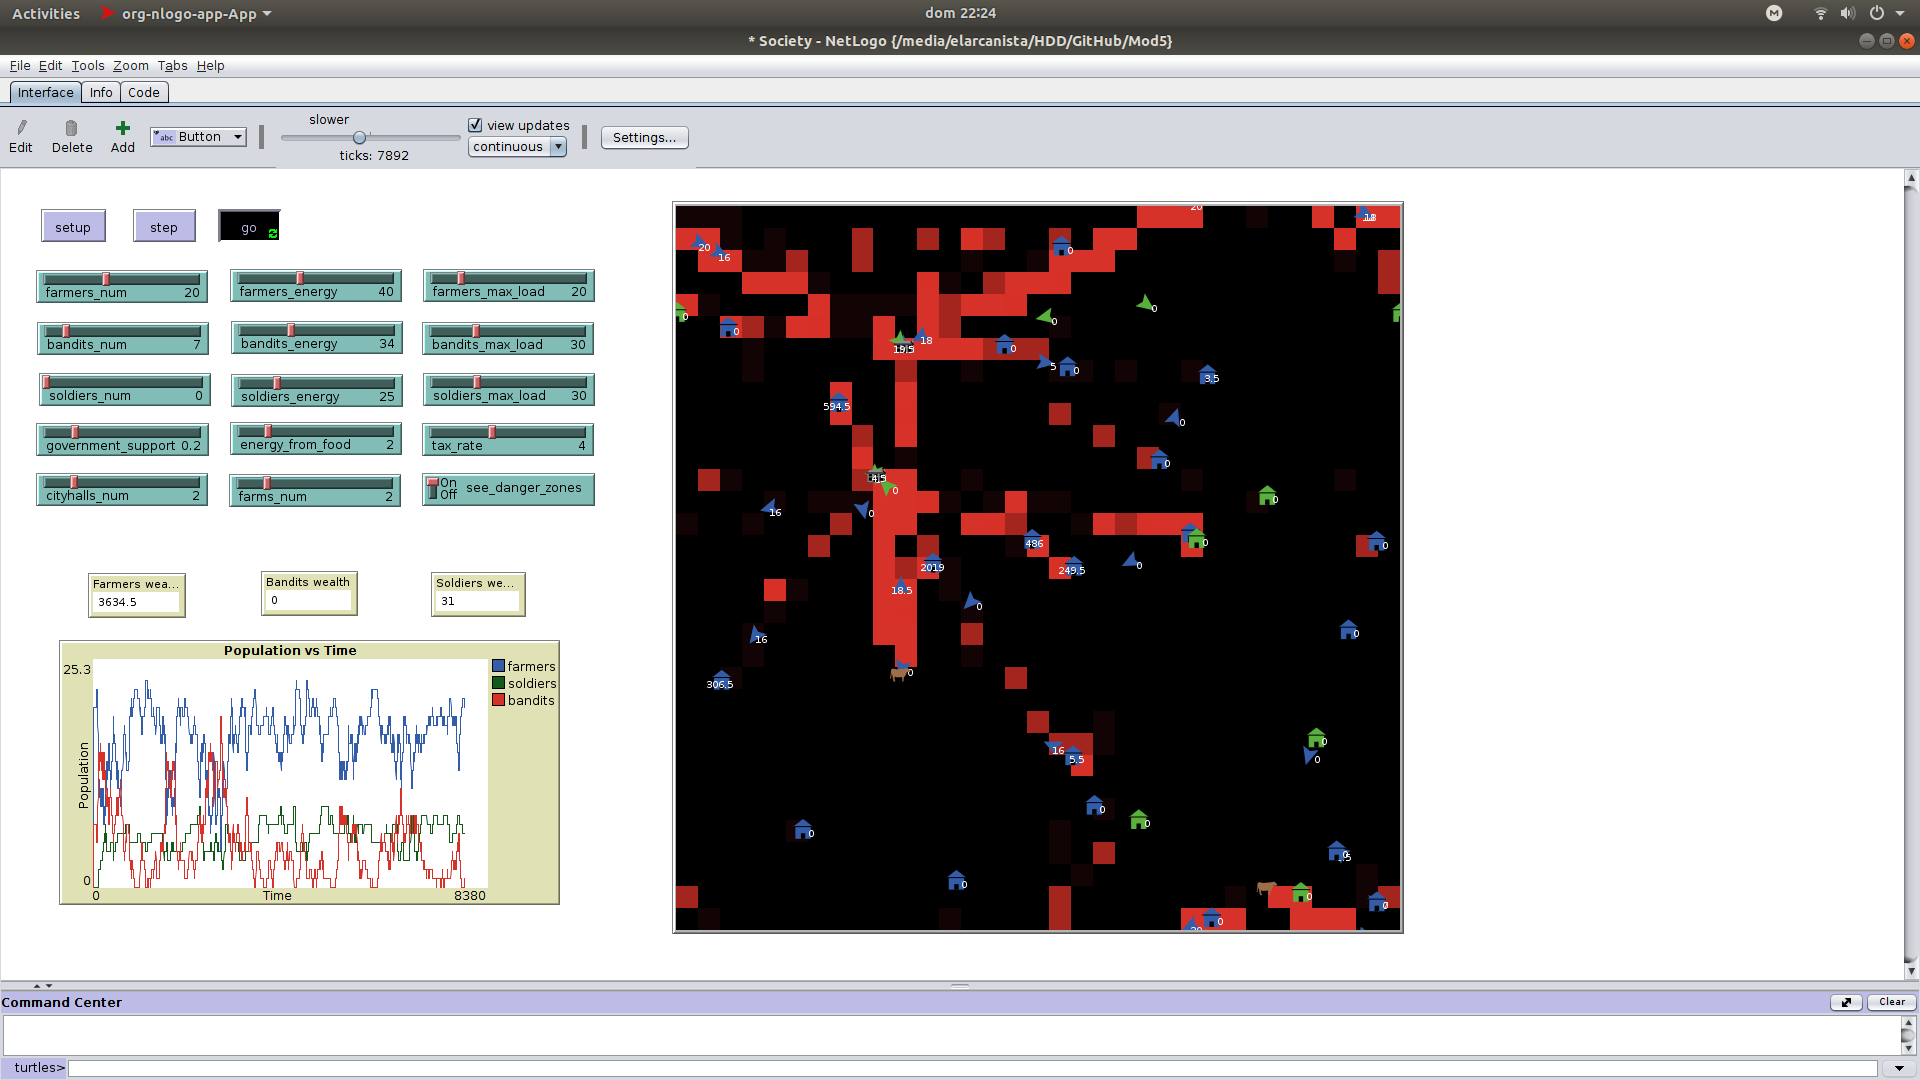 Activities
org-nlogo-app-App
dom 22:24
* Society - NetLogo {/media/elarcanista/HDD/GitHub/Mod5}
File Edit Tools Zoom Tabs Help
Interface Info Code
Edit
Delete
Add
abc Button
slower
ticks: 7892
view updates
continuous
Settings...
setup
step
go
farmers_num 20
farmers_energy 40
farmers_max_load 20
bandits_num 7
bandits_energy 34
bandits_max_load 30
soldiers_num 0
soldiers_energy 25
soldiers_max_load 30
government_support 0.2
energy_from_food 2
tax_rate 4
cityhalls_num 2
farms_num 2
On
Off
see_danger_zones
Farmers wea...
3634.5
Bandits wealth
0
Soldiers we...
31
Population vs Time
25.3
0
Population
0
Time
8380
farmers
soldiers
bandits
20
18
20
16
0
0
0
0
0
18
19.5
0
5
0
3.5
594.5
0
0
4.5
0
0
16
0
0
486
0
2019
249.5
0
18.5
0
0
16
0
306.5
0
0
16
5.5
0
0
0
0
0
0
0
0
0
20
Command Center
Clear
turtles>